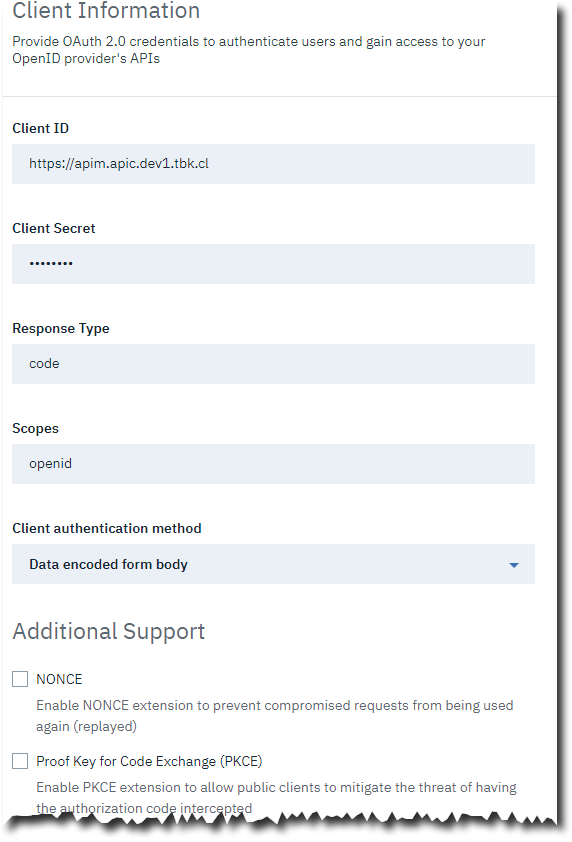 Client Information
Provide OAuth 2.0 credentials to authenticate users and gain access to your
OpenID provider's APIs
Client ID
https://apim.apic.dev1.tbk.cl
Client Secret
••••••••
Response Type
code
Scopes
openid
Client authentication method
Data encoded form body
Additional Support
NONCE
Enable NONCE extension to prevent compromised requests from being used
again (replayed)
Proof Key for Code Exchange (PKCE)
Enable PKCE extension to allow public clients to mitigate the threat of having
the authorization code intercepted